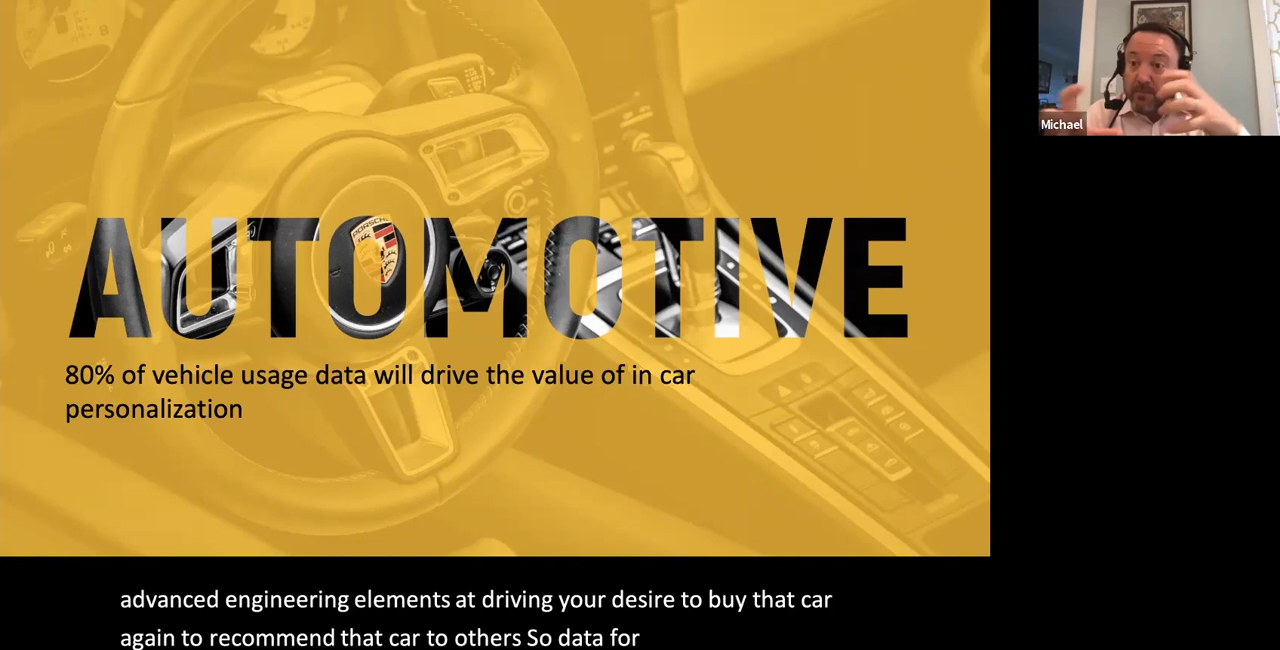 Michael
PORSCHE
AUTOMOTIVE
80% of vehicle usage data will drive the value of in car
personalization
advanced engineering elements at driving your desire to buy that car
again to recommend that car to others So data for